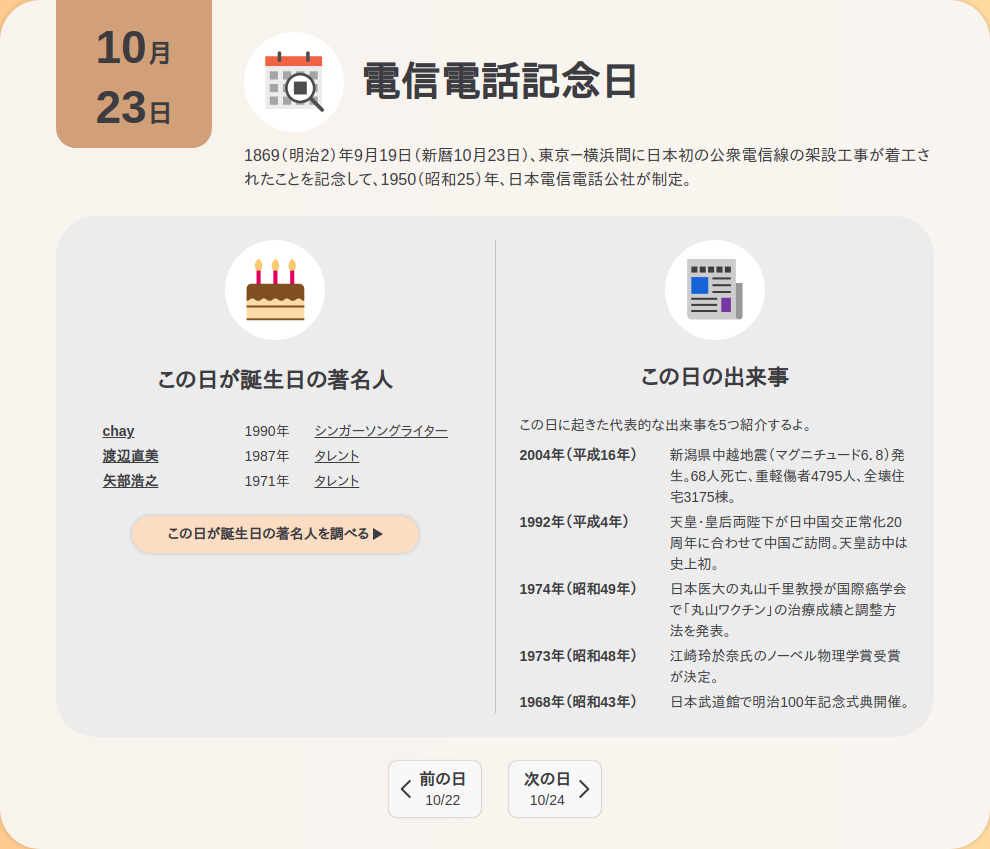 10月
23日
電信電話記念日
1869（明治2）年9月19日（新暦10月23日）、東京－横浜間に日本初の公衆電信線の架設工事が着工さ
れたことを記念して、1950（昭和25）年、日本電信電話公社が制定。
この日が誕生日の著名人
chay 1990年 シンガーソングライター
渡辺直美 1987年 タレント
矢部浩之 1971年 タレント
この日が誕生日の著名人を調べる▶
この日の出来事
この日に起きた代表的な出来事を5つ紹介するよ。
2004年（平成16年） 新潟県中越地震（マグニチュード6．8）発
生。68人死亡、重軽傷者4795人、全壊住
宅3175棟。
1992年（平成4年） 天皇・皇后両陛下が日中国交正常化20
周年に合わせて中国ご訪問。天皇訪中は
史上初。
1974年（昭和49年） 日本医大の丸山千里教授が国際癌学会
で「丸山ワクチン」の治療成績と調整方
法を発表。
1973年（昭和48年） 江崎玲於奈氏のノーベル物理学賞受賞
が決定。
1968年（昭和43年） 日本武道館で明治100年記念式典開催。
前の日
10/22
次の日
10/24